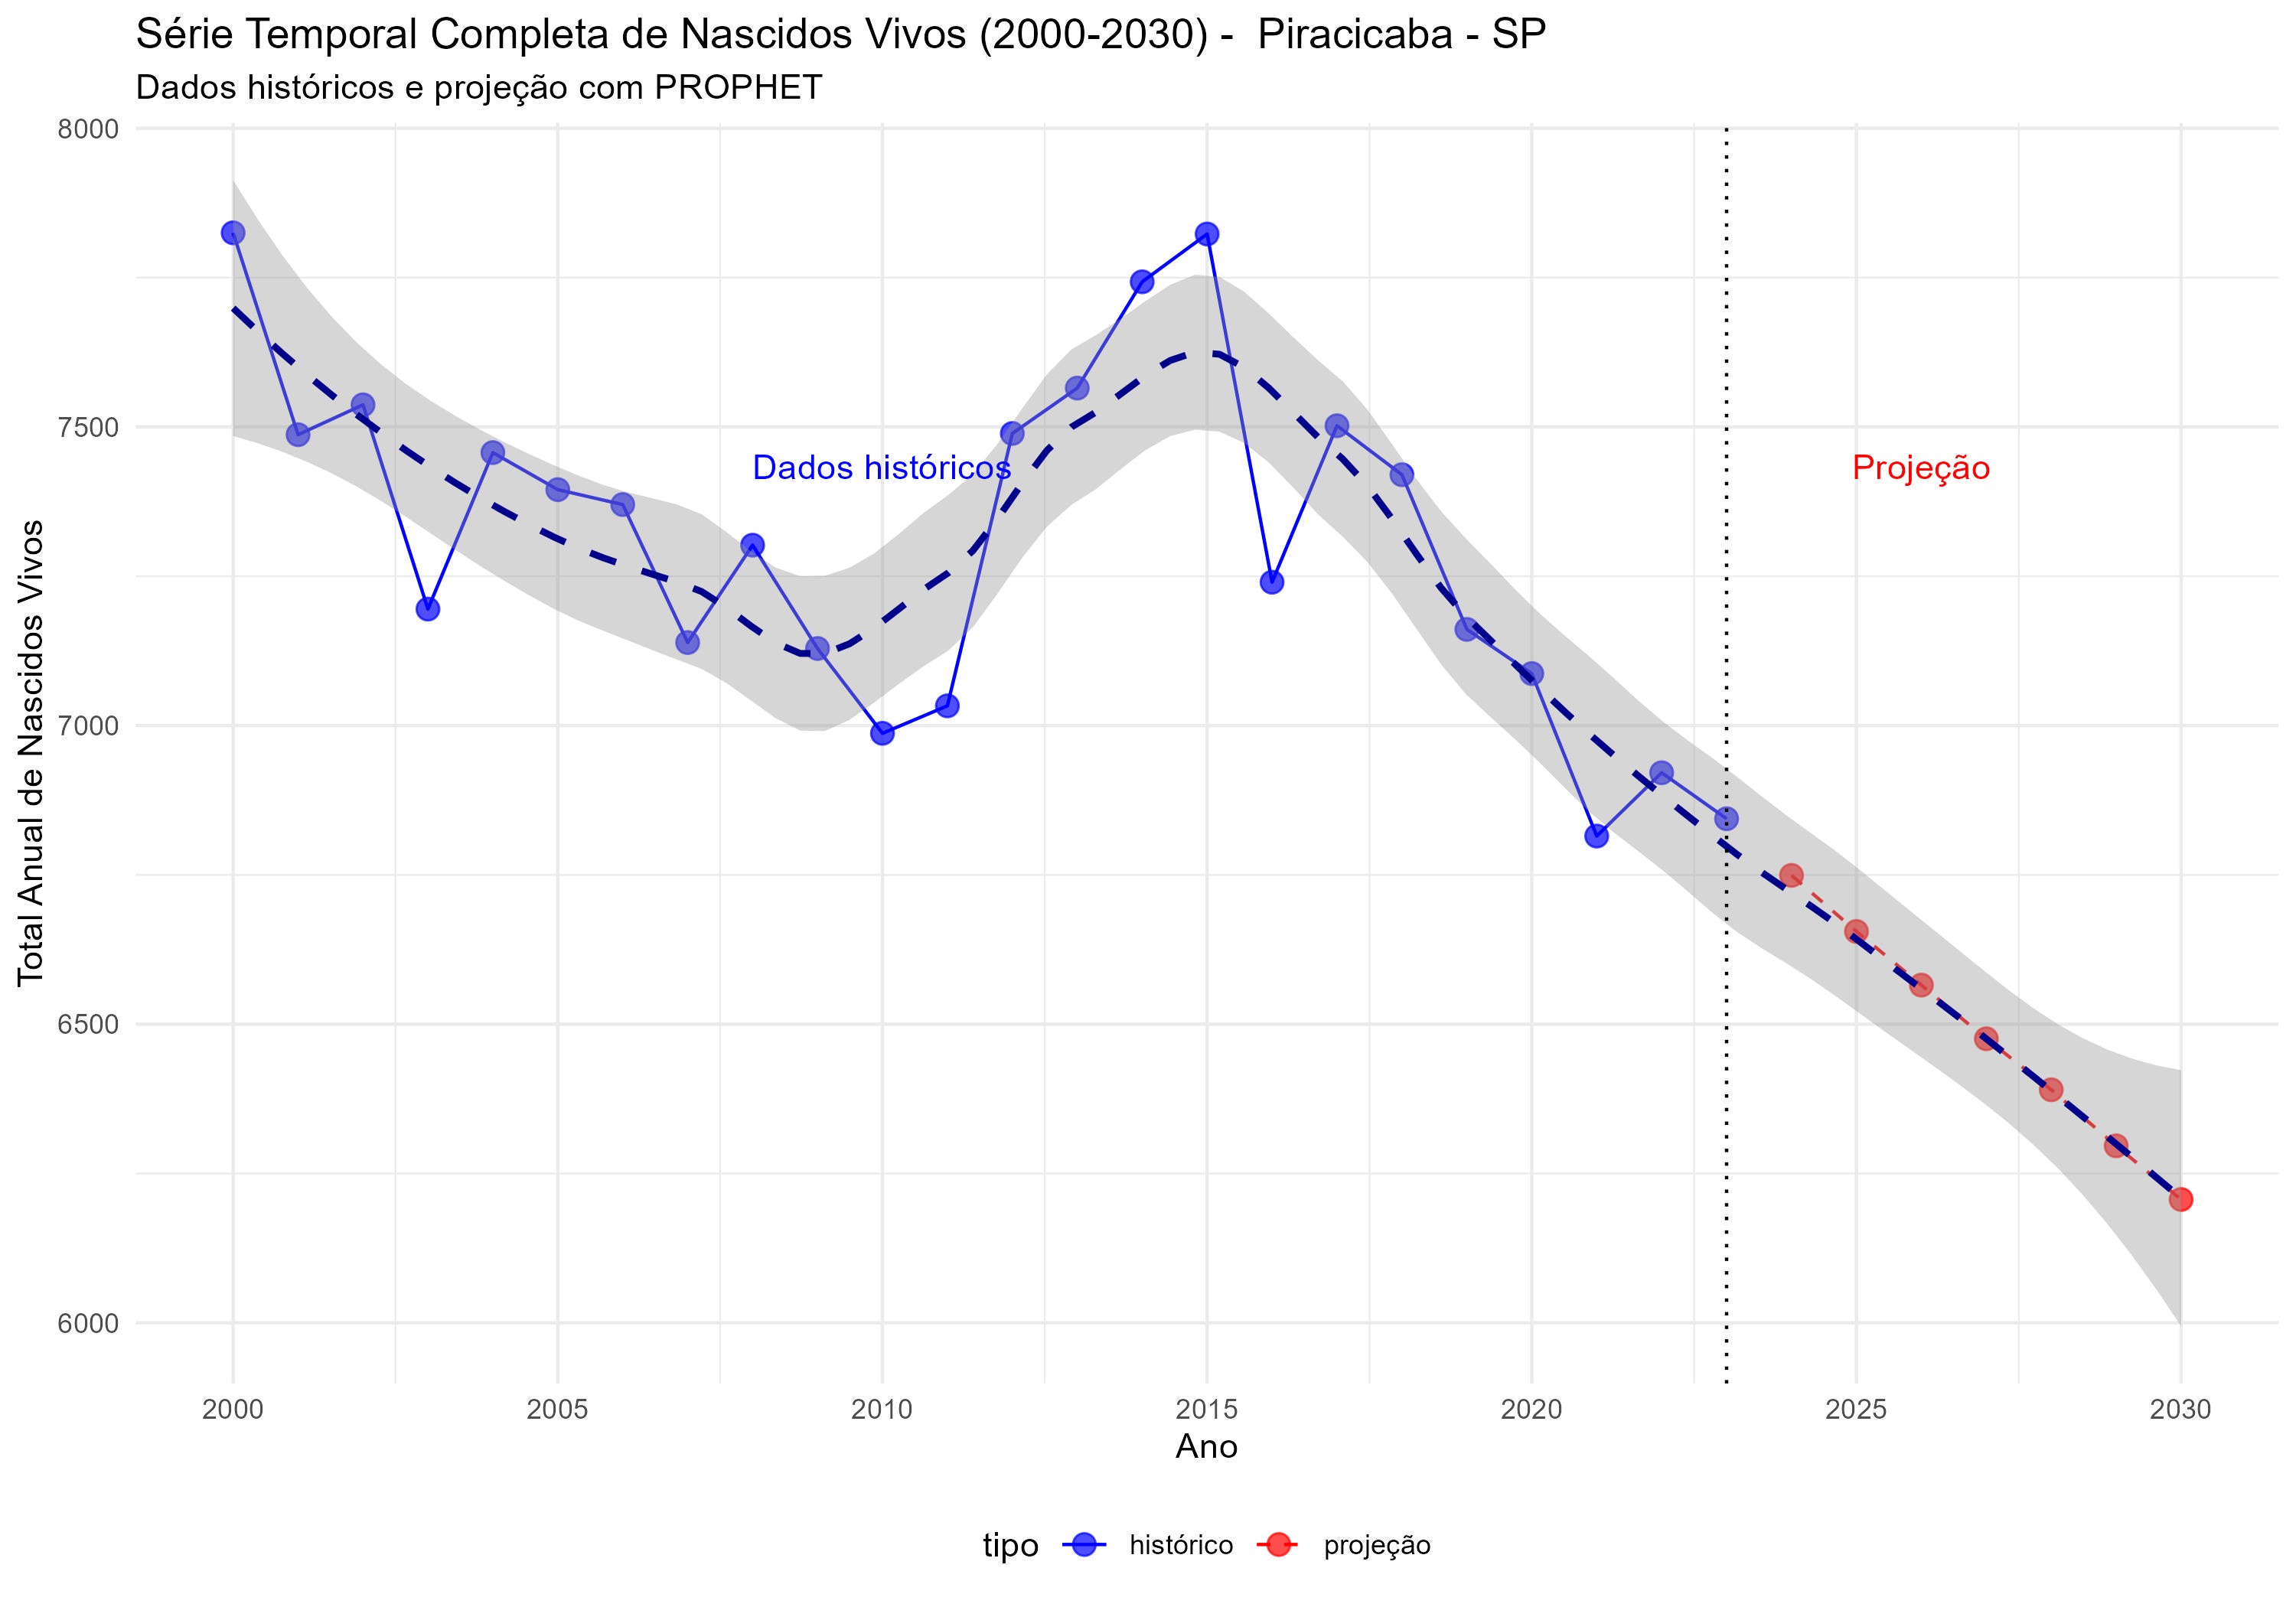 Série Temporal Completa de Nascidos Vivos (2000-2030) -  Piracicaba - SP
Dados históricos e projeção com PROPHET
Total Anual de Nascidos Vivos
8000
7500
7000
6500
6000
Dados históricos
Projeção
2000 2005 2010 2015 2020 2025 2030
Ano
tipo histórico projeção